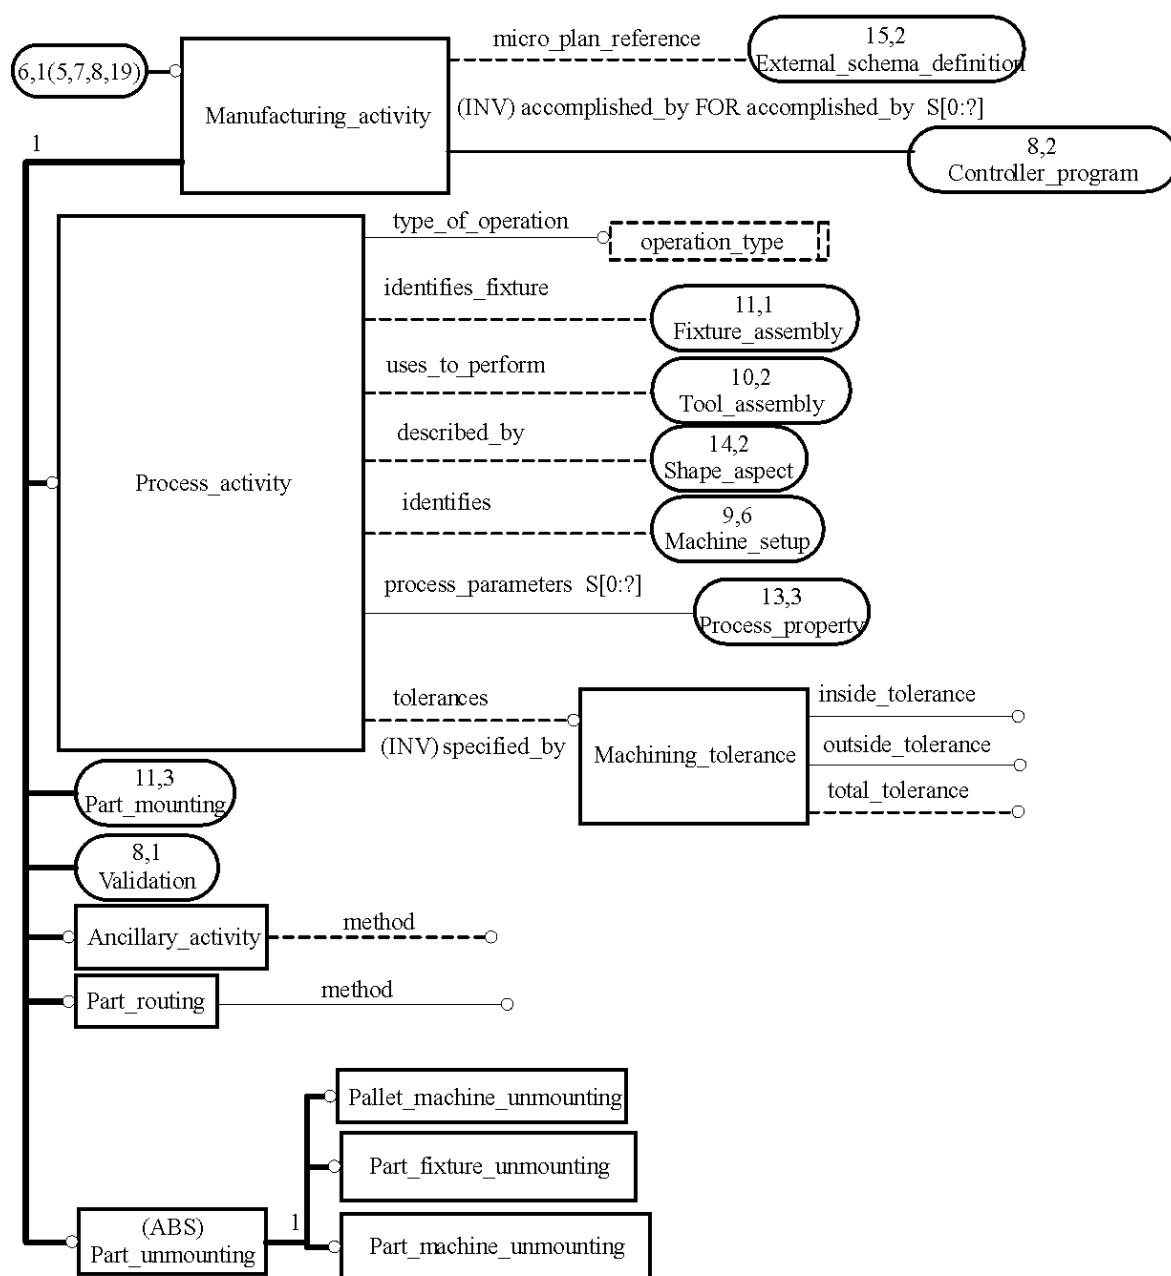 micro_plan_reference
15,2
External_schema_definition
6,1(5,7,8,19)
Manufacturing_activity
(INV) accomplished_by FOR accomplished_by S[0:?]
1
8,2
Controller_program
type_of_operation
operation_type
identifies_fixture
11,1
Fixture_assembly
uses_to_perform
10,2
Tool_assembly
described_by
14,2
Shape_aspect
Process_activity
identifies
9,6
Machine_setup
process_parameters S[0:?]
13,3
Process_property
tolerances
(INV) specified_by
Machining_tolerance
inside_tolerance
outside_tolerance
total_tolerance
11,3
Part_mounting
8,1
Validation
Ancillary_activity
method
Part_routing
method
Pallet_machine_unmounting
Part_fixture_unmounting
(ABS)
Part_unmounting
1
Part_machine_unmounting